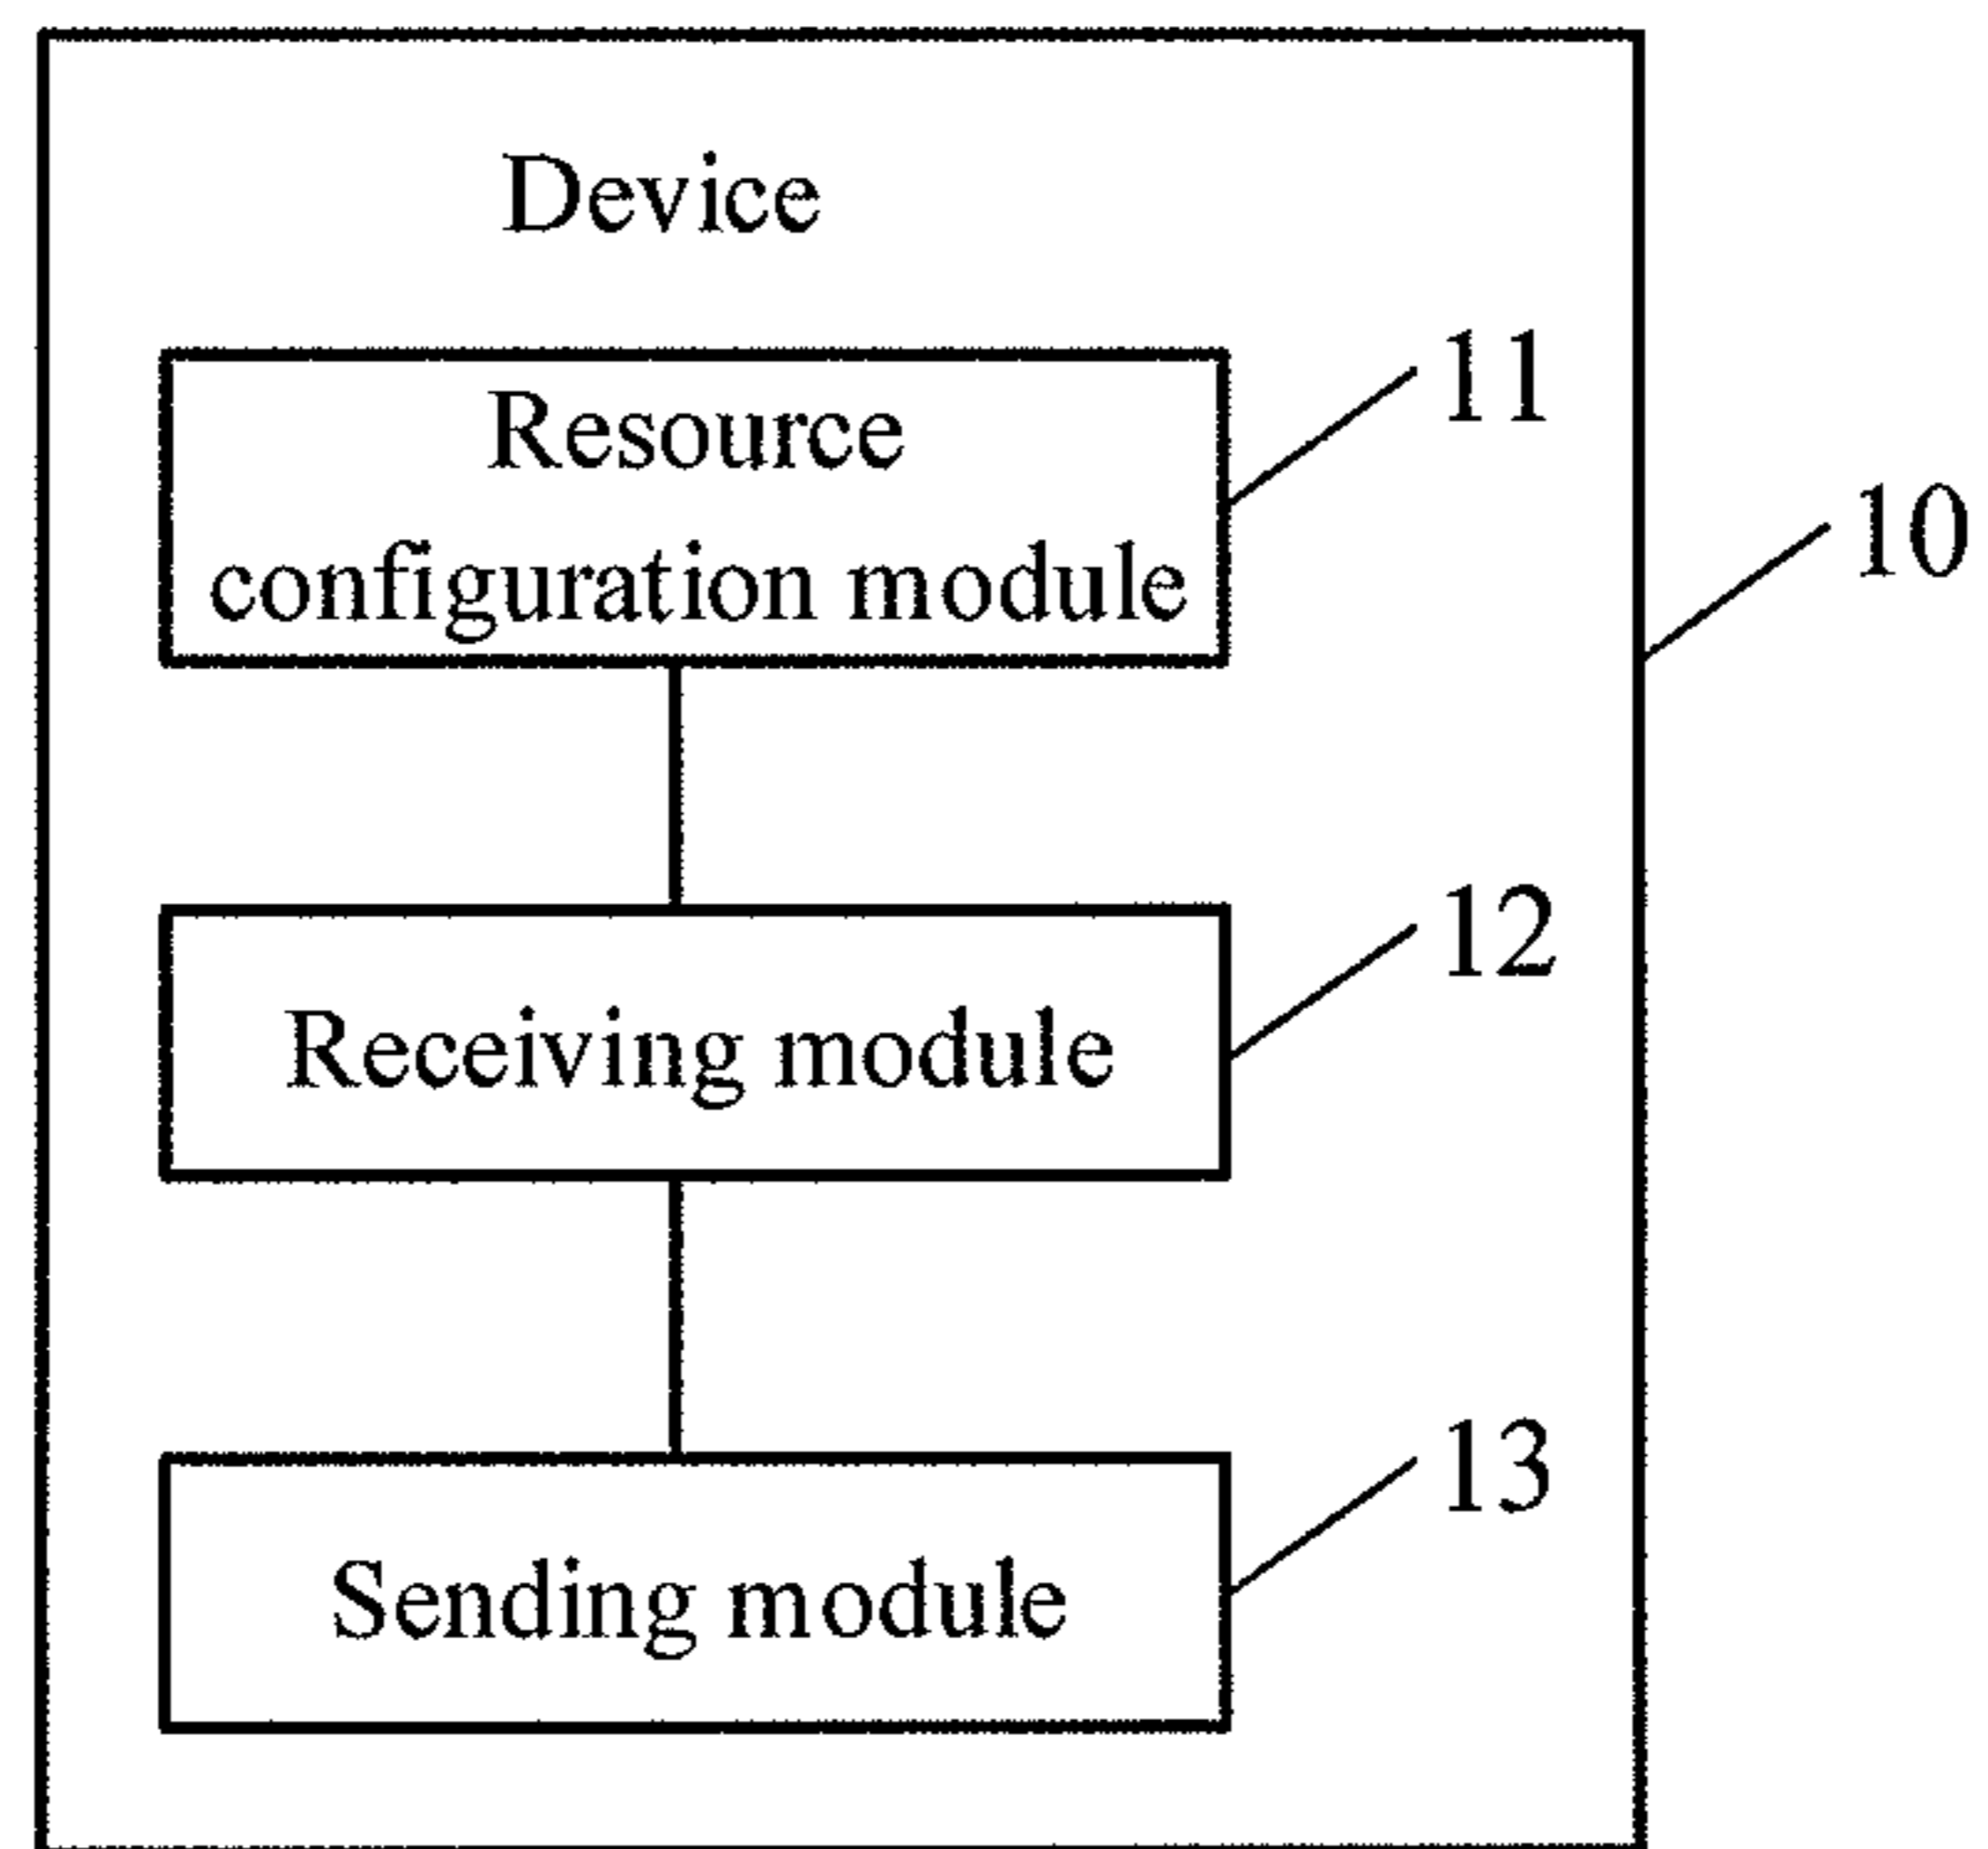 Device
Resource
configuration module
11
10
Receiving module
12
Sending module
13